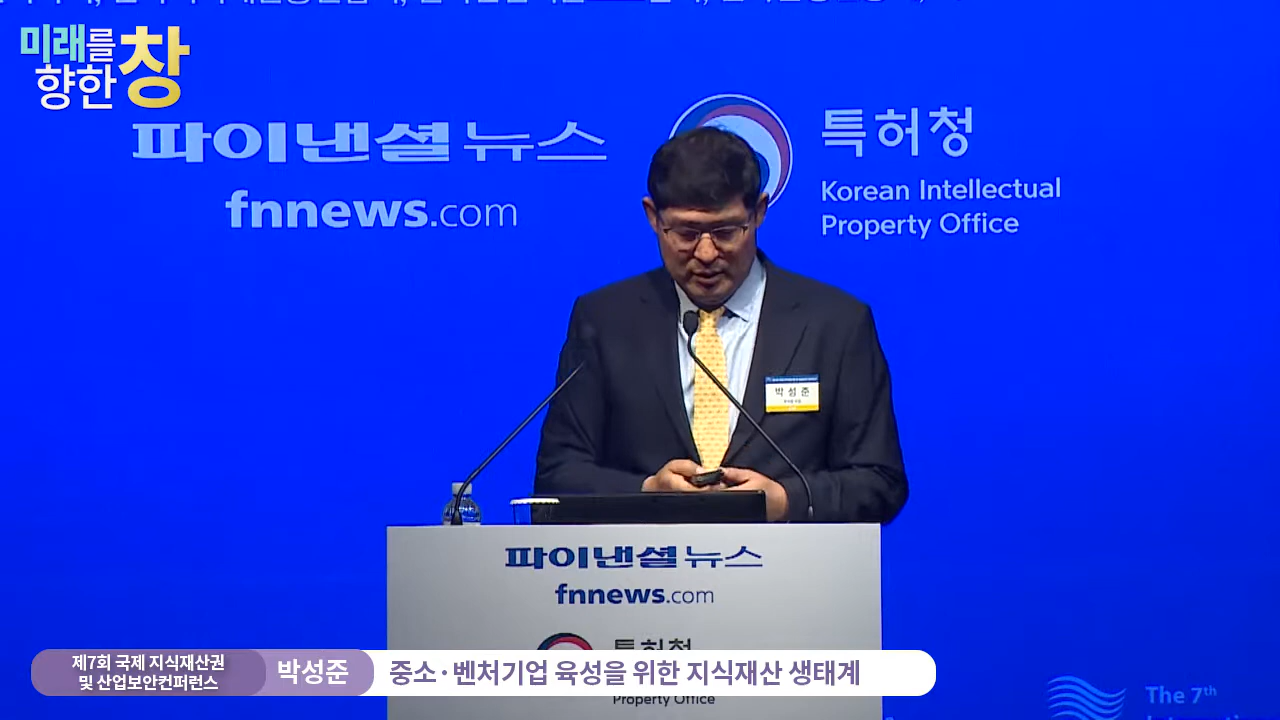 미래를
향한 창
파이낸셜뉴스
fnnews.com
특허청
Korean Intellectual
Property Office
박 성 준
파이낸셜뉴스
fnnews.com
특허청
Property Office
제7회 국제 지식재산권
및 산업보안컨퍼런스
박성준
중소·벤처기업 육성을 위한 지식재산 생태계
The 7th